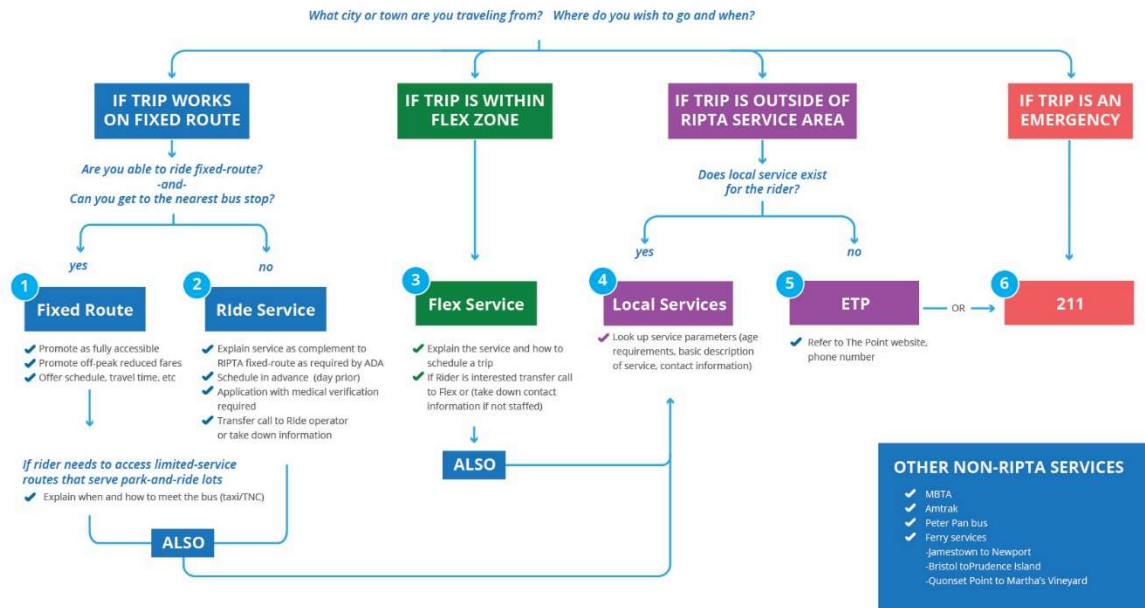 What city or town are you traveling from? Where do you wish to go and when?
IF TRIP WORKS
ON FIXED ROUTE
Are you able to ride fixed-route?
-and-
Can you get to the nearest bus stop?
yes
no
1
Fixed Route
Promote as fully accessible
Promote off-peak reduced fares
Offer schedule, travel time, etc
If rider needs to access limited-service
routes that serve park-and-ride lots
Explain when and how to meet the bus (taxi/TNC)
2
RIde Service
Explain service as complement to
RIPTA fixed-route as required by ADA
Schedule in advance (day prior)
Application with medical verification
required
Transfer call to RIde operator
or take down information
ALSO
IF TRIP IS WITHIN
FLEX ZONE
3
Flex Service
Explain the service and how to
schedule a trip
If Rider is interested transfer call
to Flex or (take down contact
information if not staffed)
ALSO
IF TRIP IS OUTSIDE OF
RIPTA SERVICE AREA
Does local service exist
for the rider?
yes
no
4
Local Services
Look up service parameters (age
requirements, basic description
of service, contact information)
5
ETP
Refer to The Point website,
phone number
OR
IF TRIP IS AN
EMERGENCY
6
211
OTHER NON-RIPTA SERVICES
MBTA
Amtrak
Peter Pan bus
Ferry services
-Jamestown to Newport
-Bristol toPrudence Island
-Quonset Point to Martha's Vineyard